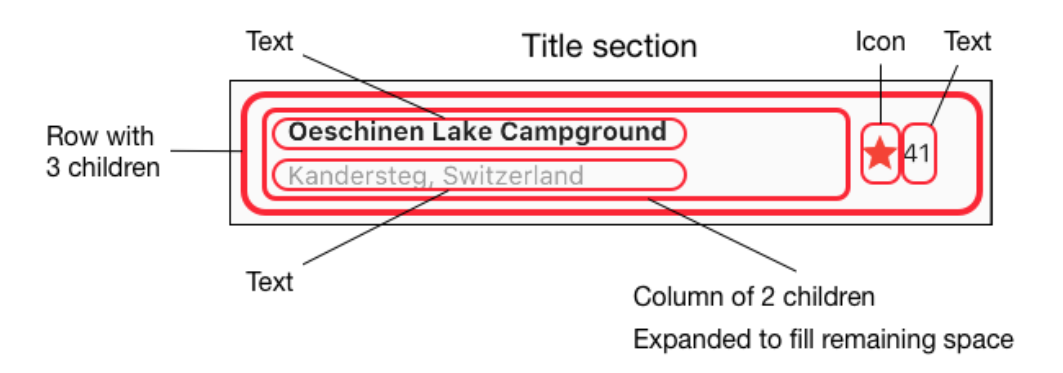 Text
Title section
Icon
Text
Row with
3 children
Oeschinen Lake Campground
Kandersteg, Switzerland
41
Text
Column of 2 children
Expanded to fill remaining space